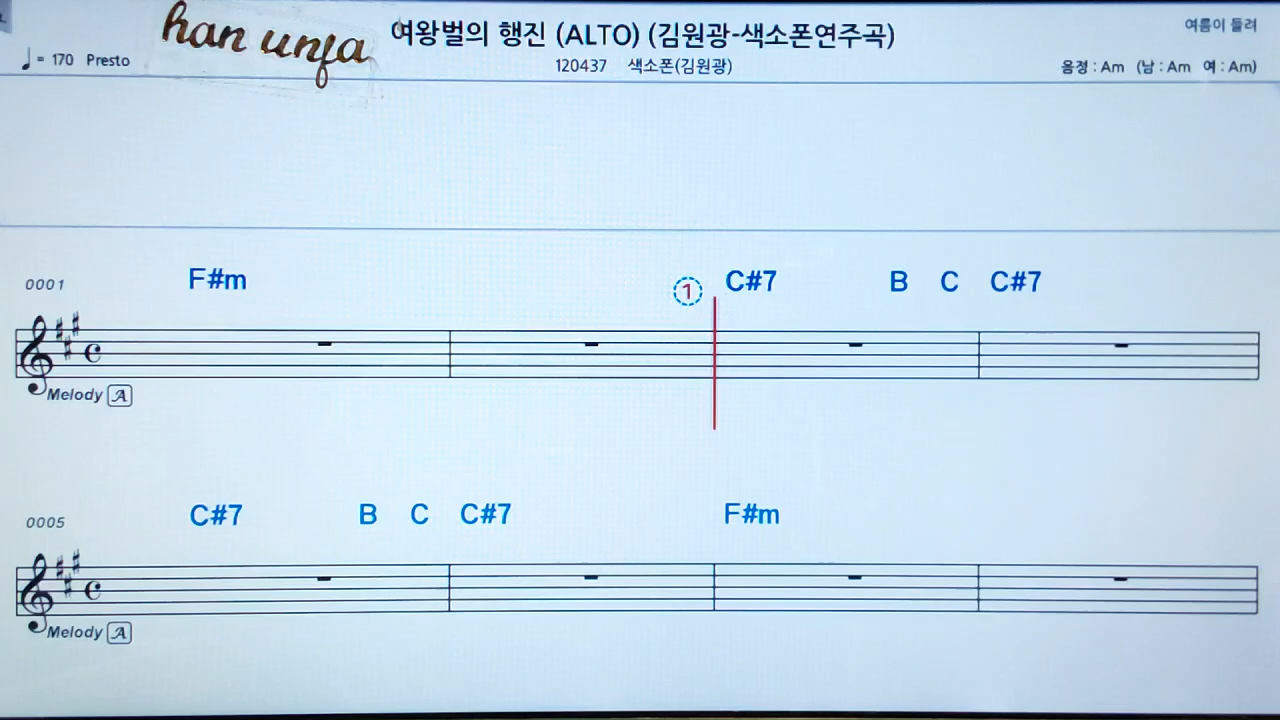 han unja
여왕벌의 행진 (ALTO) (김원광-색소폰연주곡)
여름이 들려
♩= 170 Presto
120437 색소폰(김원광)
음정 : Am (남 : Am 여 : Am)
0001 F#m ① C#7 B C C#7
Melody A
0005 C#7 B C C#7 F#m
Melody A